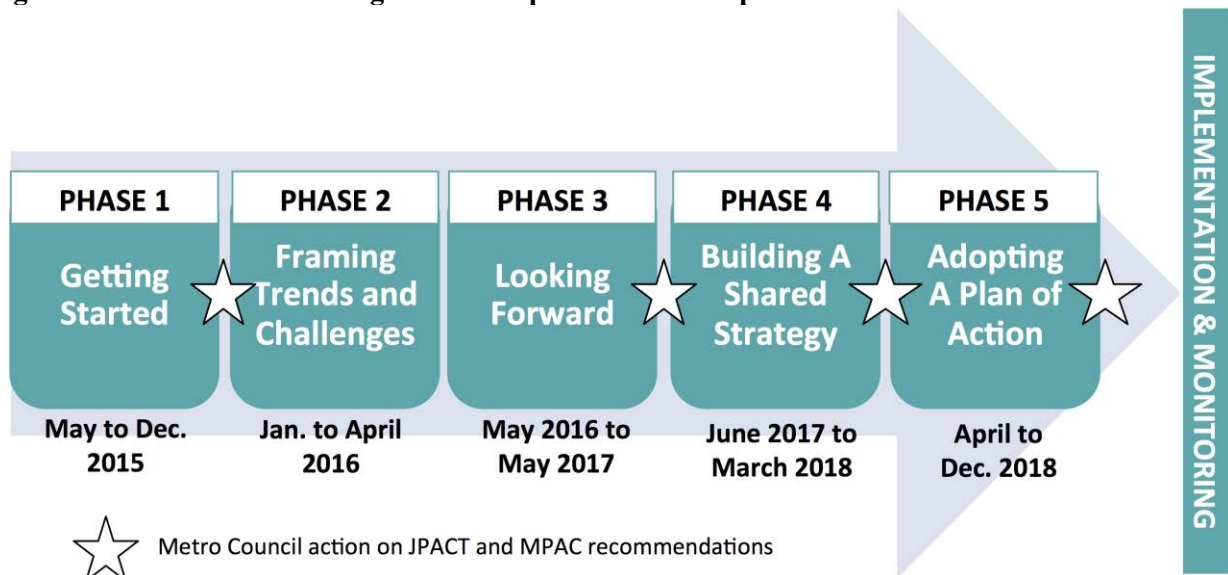 PHASE 1
Getting
Started
May to Dec.
2015
PHASE 2
Framing
Trends and
Challenges
Jan. to April
2016
PHASE 3
Looking
Forward
May 2016 to
May 2017
PHASE 4
Building A
Shared
Strategy
June 2017 to
March 2018
PHASE 5
Adopting
A Plan of
Action
April to
Dec. 2018
IMPLEMENTATION & MONITORING
Metro Council action on JPACT and MPAC recommendations